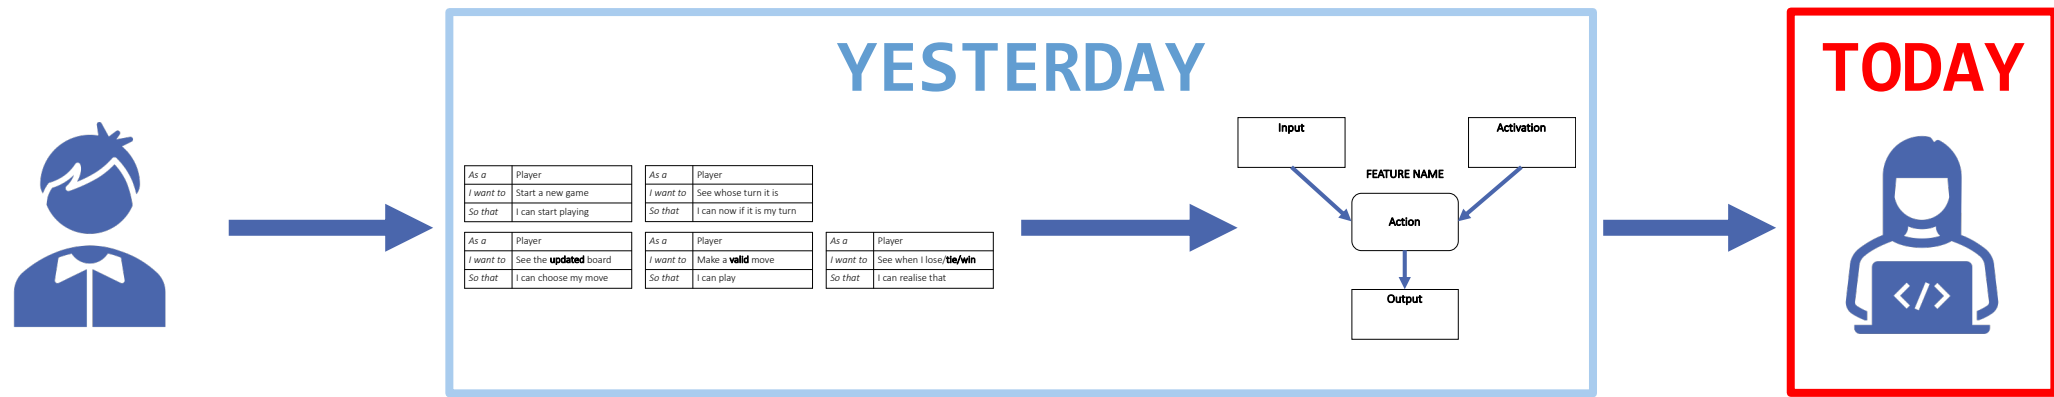 YESTERDAY
TODAY
As a Player
I want to Start a new game
So that I can start playing
As a Player
I want to See whose turn it is
So that I can now if it is my turn
As a Player
I want to See the updated board
So that I can choose my move
As a Player
I want to Make a valid move
So that I can play
As a Player
I want to See when I lose/tie/win
So that I can realise that
Input
Activation
FEATURE NAME
Action
Output
</>